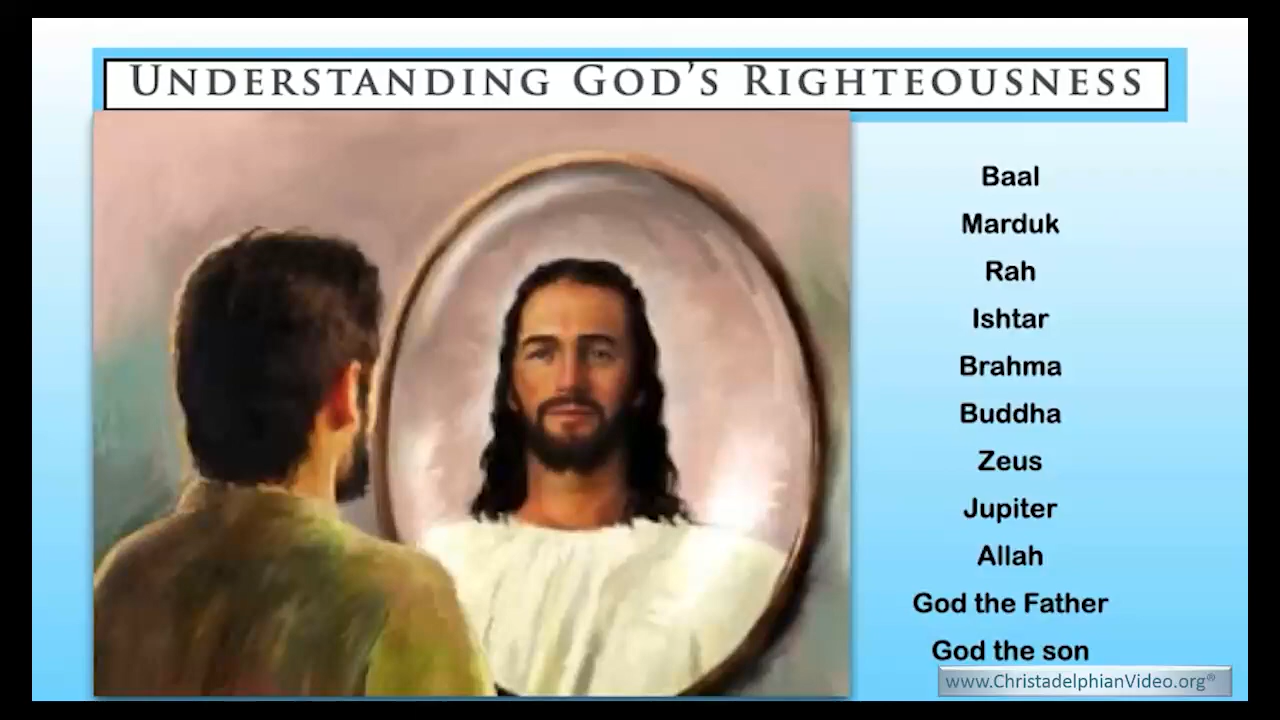 UNDERSTANDING GOD'S RIGHTEOUSNESS
Baal
Marduk
Rah
Ishtar
Brahma
Buddha
Zeus
Jupiter
Allah
God the Father
God the son
www.ChristadelphianVideo.org®